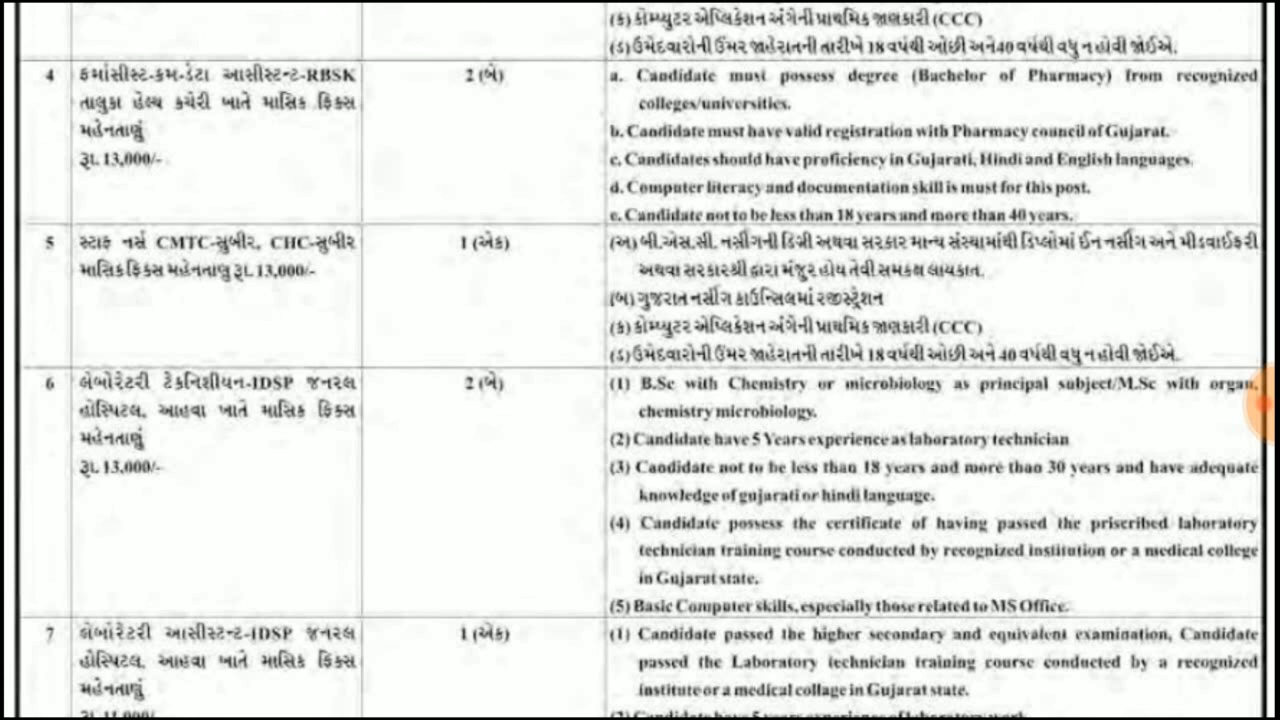 (ક) કોમ્પ્યુટર એપ્લિકેશન અંગેની પ્રાથમિક જાણકારી (CCC)
(ડ) ઉમેદવારોની ઉંમર જાહેરાતની તારીખે 18 વર્ષથી ઓછી અને 40 વર્ષથી વધુ ન હોવી જોઈએ.
4
ફર્માસીસ્ટ-કમ-ડેટા આસીસ્ટન્ટ-RBSK
તાલુકા હેલ્થ કચેરી ખાતે માસિક ફિક્સ
મહેનતાણું
રૂા. 13,000/-
2 (બે)
a. Candidate must possess degree (Bachelor of Pharmacy) from recognized
colleges/universities.
b. Candidate must have valid registration with Pharmacy council of Gujarat.
c. Candidates should have proficiency in Gujarati, Hindi and English languages.
d. Computer literacy and documentation skill is must for this post.
e. Candidate not to be less than 18 years and more than 40 years.
5
સ્ટાફ નર્સ CMTC-સુબીર, CHC-સુબીર
માસિક ફિક્સ મહેનતાણુ રૂા. 13,000/-
1 (એક)
(અ) બી.એસ.સી. નર્સીગની ડિગ્રી અથવા સરકાર માન્ય સંસ્થામાંથી ડિપ્લોમાં ઈન નર્સીગ અને મીડવાઈફરી
અથવા સરકારશ્રી દ્વારા મંજુર હોય તેવી સમકક્ષ લાયકાત.
(બ) ગુજરાત નર્સીગ કાઉન્સિલમાં રજીસ્ટ્રેશન
(ક) કોમ્પ્યુટર એપ્લિકેશન અંગેની પ્રાથમિક જાણકારી (CCC)
(ડ) ઉમેદવારોની ઉંમર જાહેરાતની તારીખે 18 વર્ષથી ઓછી અને 40 વર્ષથી વધુ ન હોવી જોઈએ.
6
લેબોરેટરી ટેકનિશીયન-IDSP જનરલ
હોસ્પિટલ, આહવા ખાતે માસિક ફિક્સ
મહેનતાણું
રૂા. 13,000/-
2 (બે)
(1) B.Sc with Chemistry or microbiology as principal subject/M.Sc with organ.
chemistry microbiology.
(2) Candidate have 5 Years experience as laboratory technician
(3) Candidate not to be less than 18 years and more than 30 years and have adequate
knowledge of gujarati or hindi language.
(4) Candidate possess the certificate of having passed the priscribed laboratory
technician training course conducted by recognized institution or a medical college
in Gujarat state.
(5) Basic Computer skills, especially those related to MS Office.
7
લેબોરેટરી આસીસ્ટન્ટ-IDSP જનરલ
હોસ્પિટલ, આહવા ખાતે માસિક ફિક્સ
મહેનતાણું
રૂા. 11,000/-
1 (એક)
(1) Candidate passed the higher secondary and equivalent examination, Candidate
passed the Laboratory technician training course conducted by a recognized
institute or a medical collage in Gujarat state.
(2) Candidate have 5 years experience of laboratory work